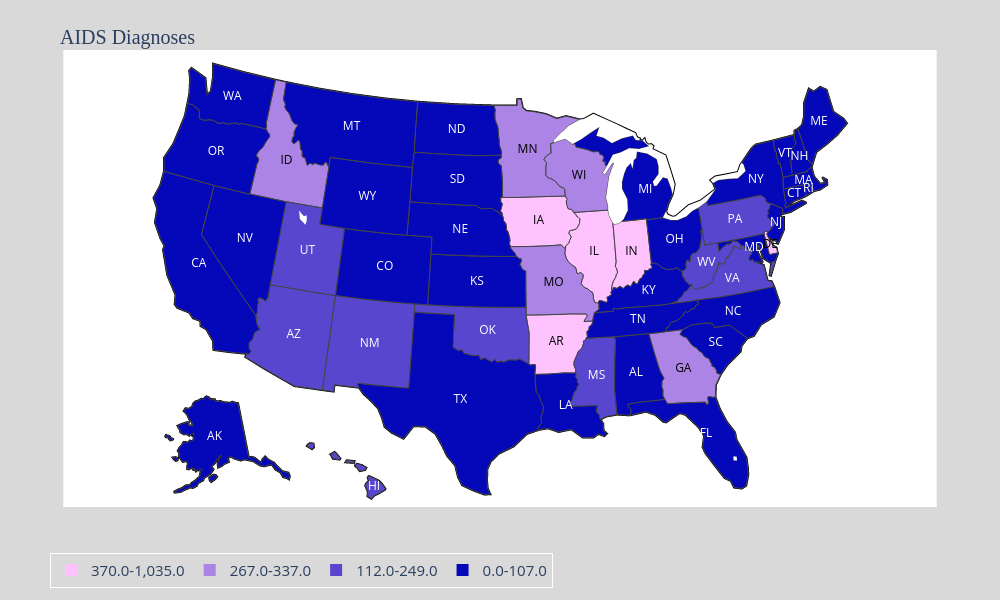 AIDS Diagnoses
WA
MT
ND
ME
OR
ID
MN
VT
NH
WI
NY
SD
WY
MI
MA
CT
RI
NE
IA
PA
NJ
NV
OH
UT
IL
IN
MD
DE
CA
CO
WV
KS
MO
VA
KY
NC
TN
OK
AZ
NM
AR
SC
MS
AL
GA
TX
LA
AK
FL
HI
370.0-1,035.0 267.0-337.0 112.0-249.0 0.0-107.0